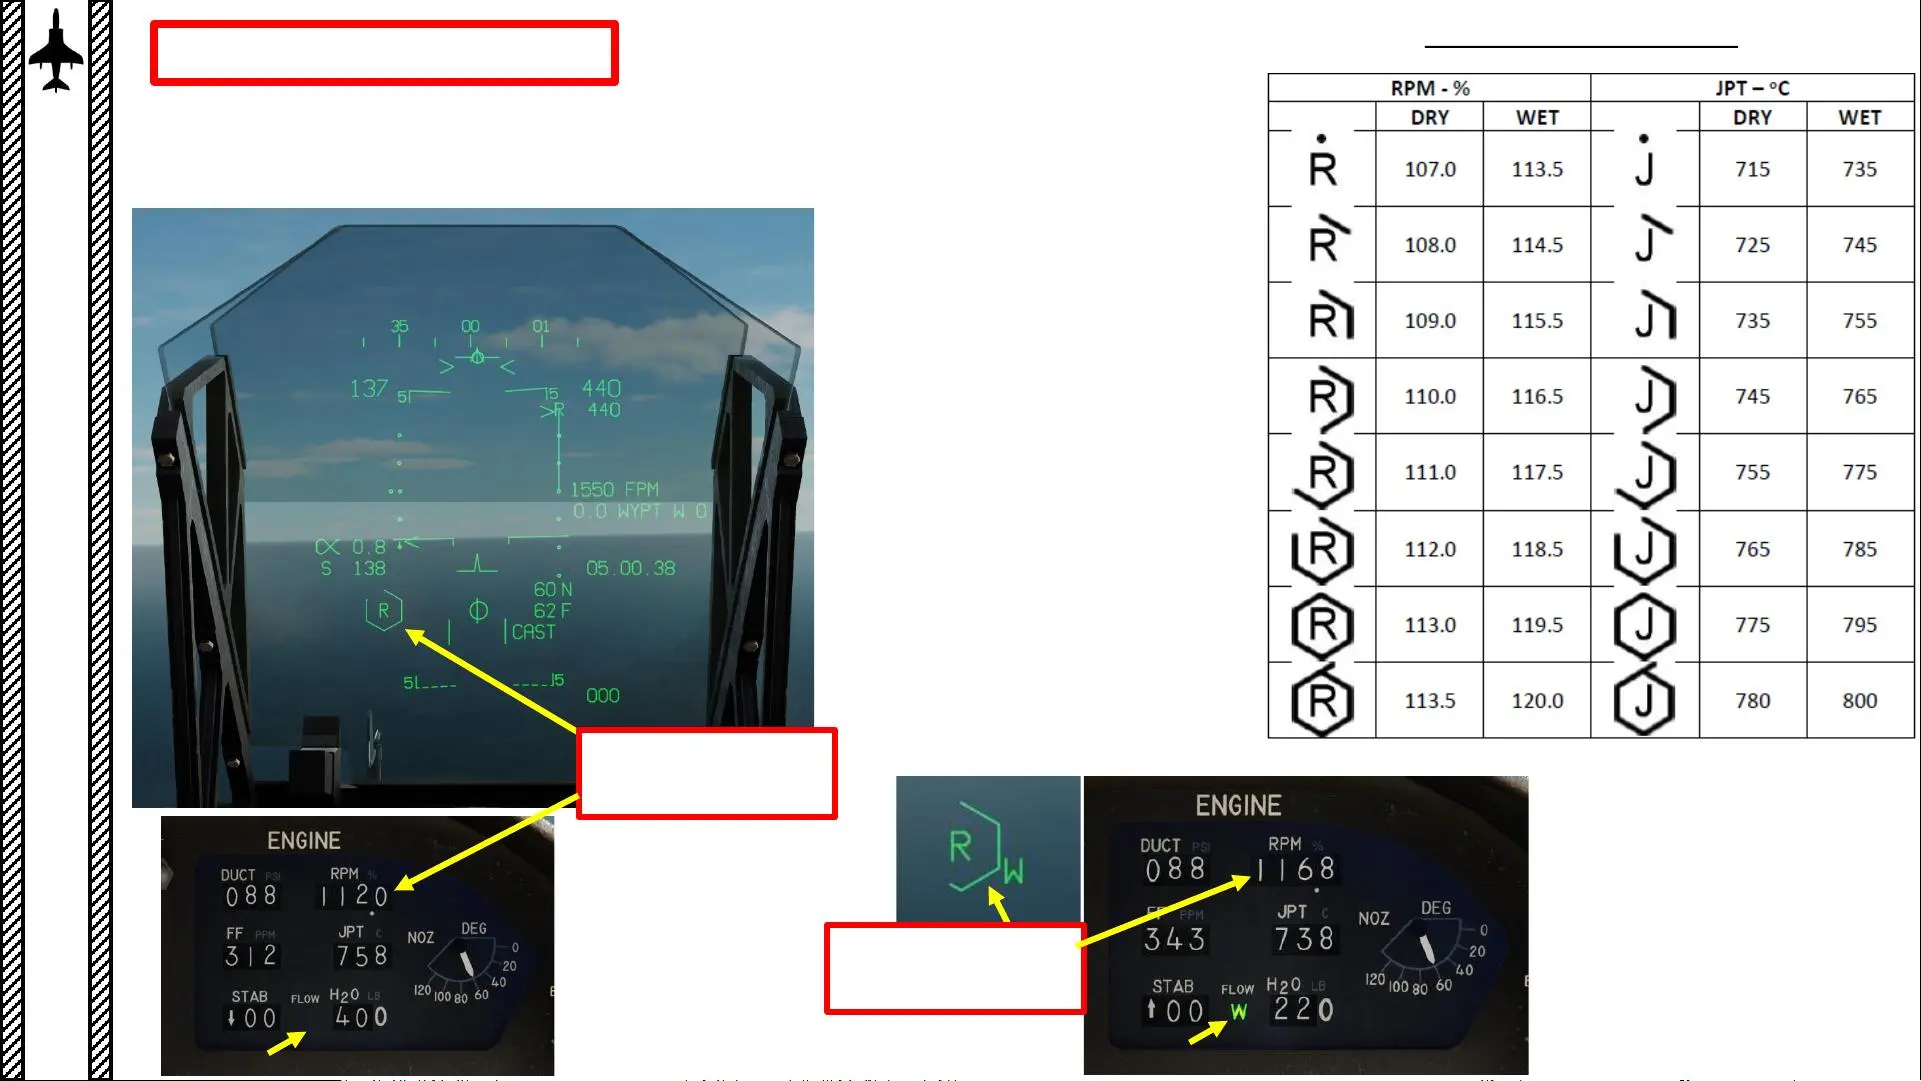 RPM - % JPT – ºC
DRY WET DRY WET
R 107.0 113.5 J 715 735
R 108.0 114.5 J 725 745
R 109.0 115.5 J 735 755
R 110.0 116.5 J 745 765
R 111.0 117.5 J 755 775
R 112.0 118.5 J 765 785
R 113.0 119.5 J 775 795
R 113.5 120.0 J 780 800
35 00 01
137 440
5 5
R 440
1550 FPM
0.0 WYPT W 0
∝ 0.8
S 138 05.00.38
60 N
R 62 F
CAST
5 5
000
ENGINE
DUCT PSI RPM %
088 1120
FF PPM JPT C NOZ DEG
312 758
0
20
40
60
80
100
120
STAB FLOW H2O LB
↓00 400
R W
ENGINE
DUCT PSI RPM %
088 1168
FF PPM JPT C NOZ DEG
343 738
0
20
40
60
80
100
120
STAB FLOW H2O LB
↑00 W 220